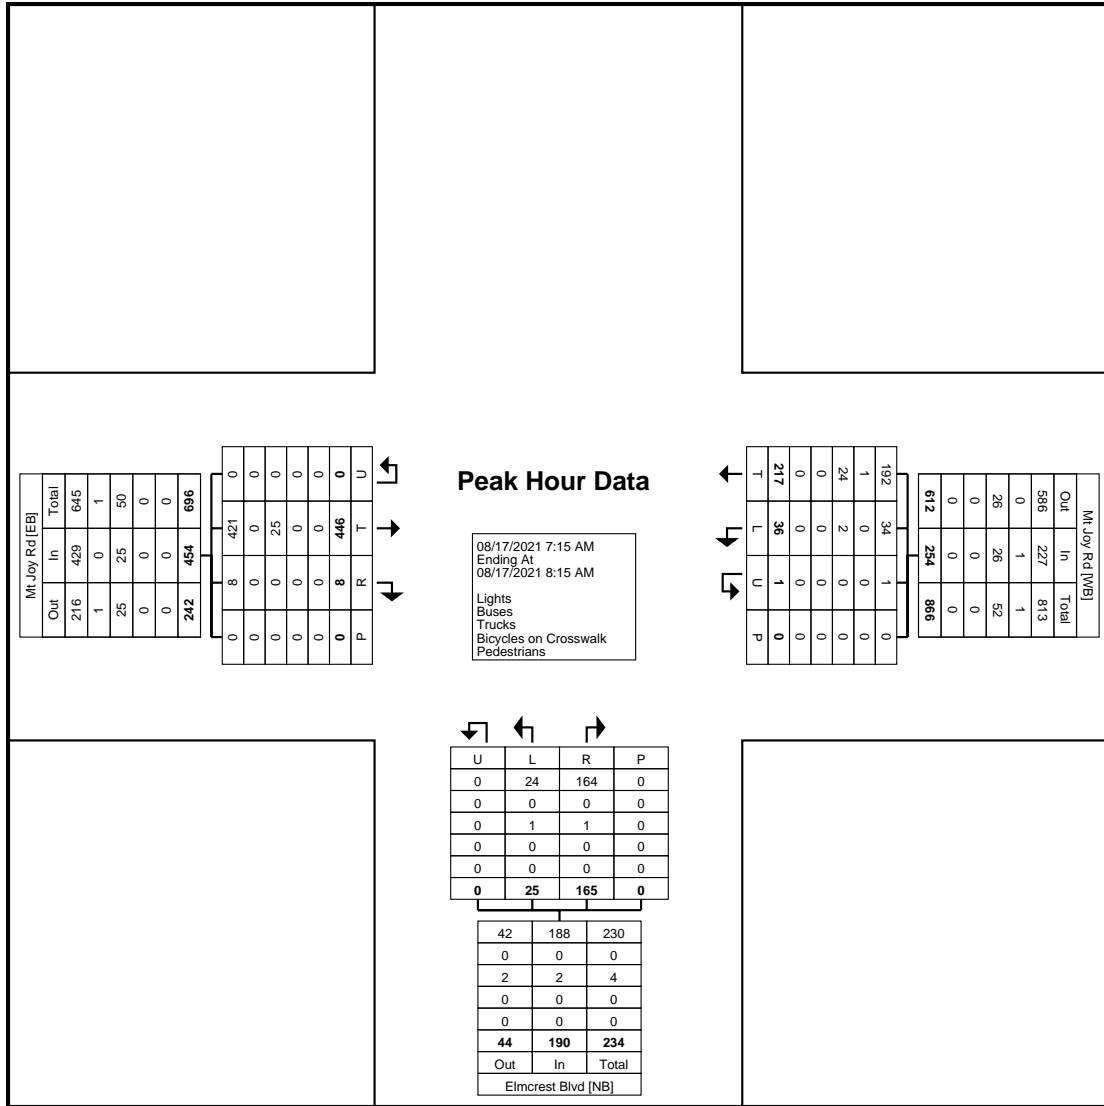 Peak Hour Data
08/17/2021 7:15 AM
Ending At
08/17/2021 8:15 AM
Lights
Buses
Trucks
Bicycles on Crosswalk
Pedestrians
Mt Joy Rd [EB]
Total 645 1 50 0 0 696
In 429 0 25 0 0 454
Out 216 1 25 0 0 242
0 0 0 0 0 0 U
421 0 25 0 0 446 T
8 0 0 0 0 8 R
0 0 0 0 0 0 P
Mt Joy Rd [WB]
Out In Total
586 227 813
0 1 1
26 26 52
0 0 0
0 0 0
612 254 866
192 34 1 0
1 0 0 0
24 2 0 0
0 0 0 0
0 0 0 0
217 36 1 0
T L U P
U L R P
0 24 164 0
0 0 0 0
0 1 1 0
0 0 0 0
0 0 0 0
0 25 165 0
42 188 230
0 0 0
2 2 4
0 0 0
0 0 0
44 190 234
Out In Total
Elmcrest Blvd [NB]